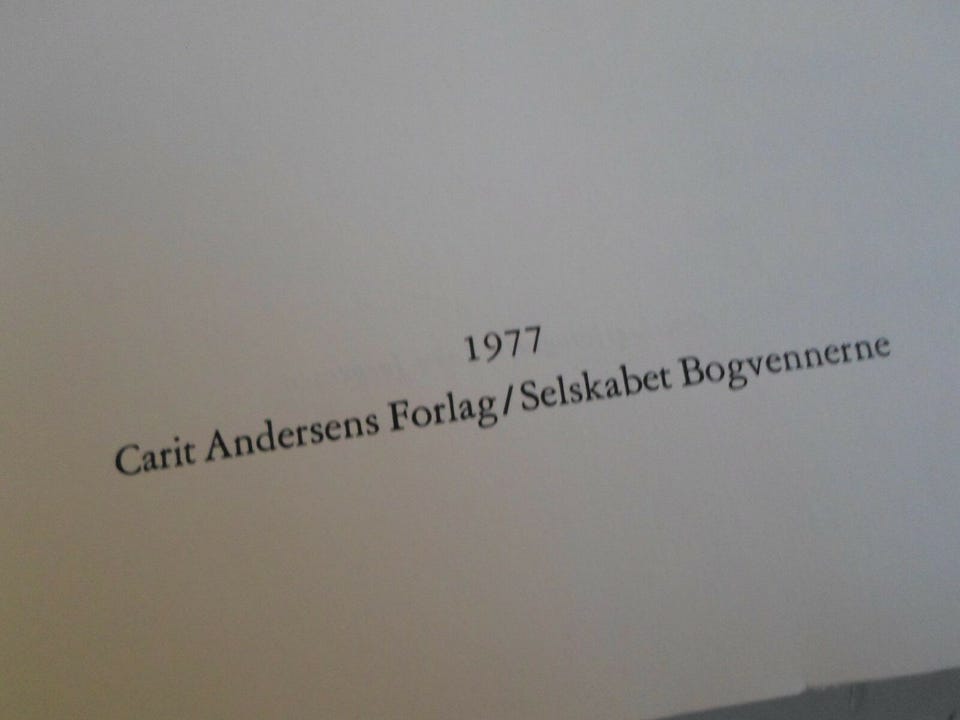 1977
Carit Andersens Forlag/Selskabet Bogvennerne